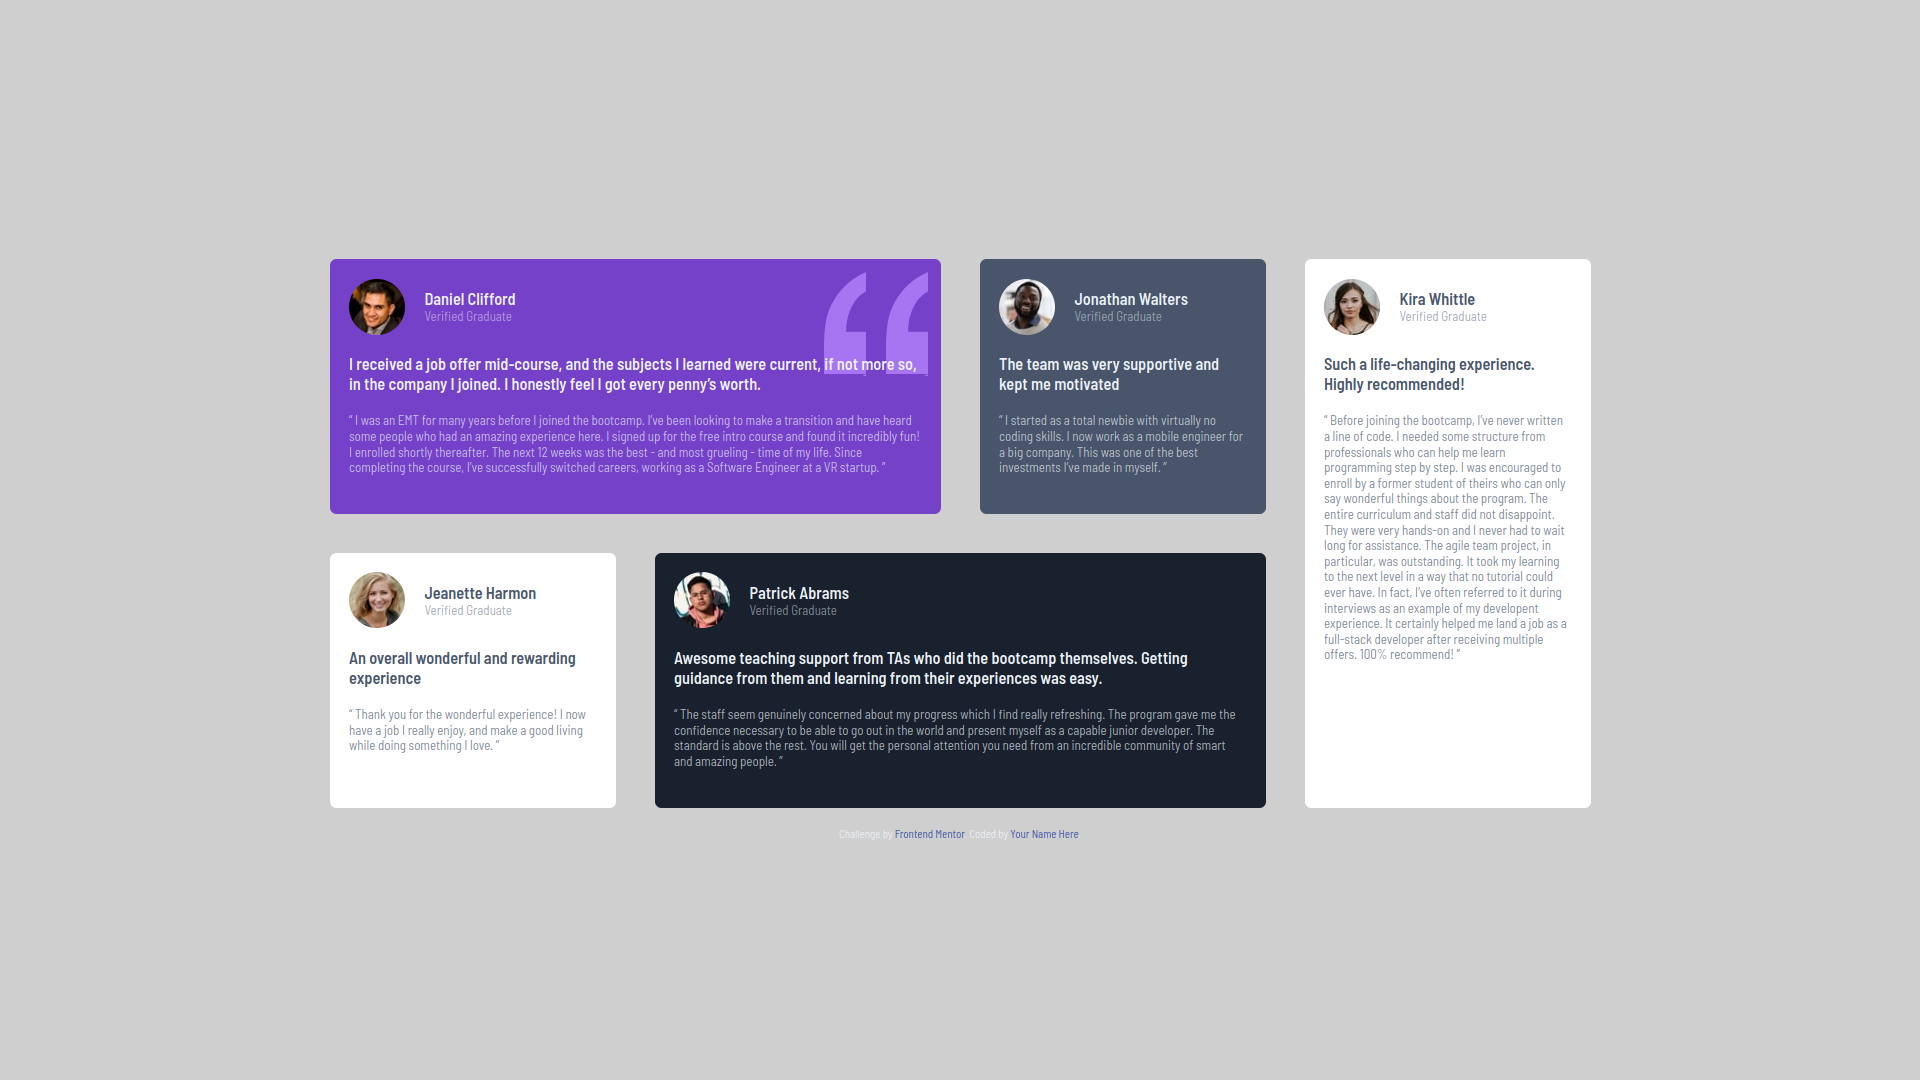 Daniel Clifford
Verified Graduate
I received a job offer mid-course, and the subjects I learned were current, if not more so,
in the company I joined. I honestly feel I got every penny’s worth.
“ I was an EMT for many years before I joined the bootcamp. I’ve been looking to make a transition and have heard
some people who had an amazing experience here. I signed up for the free intro course and found it incredibly fun!
I enrolled shortly thereafter. The next 12 weeks was the best - and most grueling - time of my life. Since
completing the course, I’ve successfully switched careers, working as a Software Engineer at a VR startup. ”
Jonathan Walters
Verified Graduate
The team was very supportive and
kept me motivated
“ I started as a total newbie with virtually no
coding skills. I now work as a mobile engineer for
a big company. This was one of the best
investments I’ve made in myself. ”
Kira Whittle
Verified Graduate
Such a life-changing experience.
Highly recommended!
“ Before joining the bootcamp, I’ve never written
a line of code. I needed some structure from
professionals who can help me learn
programming step by step. I was encouraged to
enroll by a former student of theirs who can only
say wonderful things about the program. The
entire curriculum and staff did not disappoint.
They were very hands-on and I never had to wait
long for assistance. The agile team project, in
particular, was outstanding. It took my learning
to the next level in a way that no tutorial could
ever have. In fact, I’ve often referred to it during
interviews as an example of my developent
experience. It certainly helped me land a job as a
full-stack developer after receiving multiple
offers. 100% recommend! ”
Jeanette Harmon
Verified Graduate
An overall wonderful and rewarding
experience
“ Thank you for the wonderful experience! I now
have a job I really enjoy, and make a good living
while doing something I love. ”
Patrick Abrams
Verified Graduate
Awesome teaching support from TAs who did the bootcamp themselves. Getting
guidance from them and learning from their experiences was easy.
“ The staff seem genuinely concerned about my progress which I find really refreshing. The program gave me the
confidence necessary to be able to go out in the world and present myself as a capable junior developer. The
standard is above the rest. You will get the personal attention you need from an incredible community of smart
and amazing people. ”
Challenge by Frontend Mentor. Coded by Your Name Here.